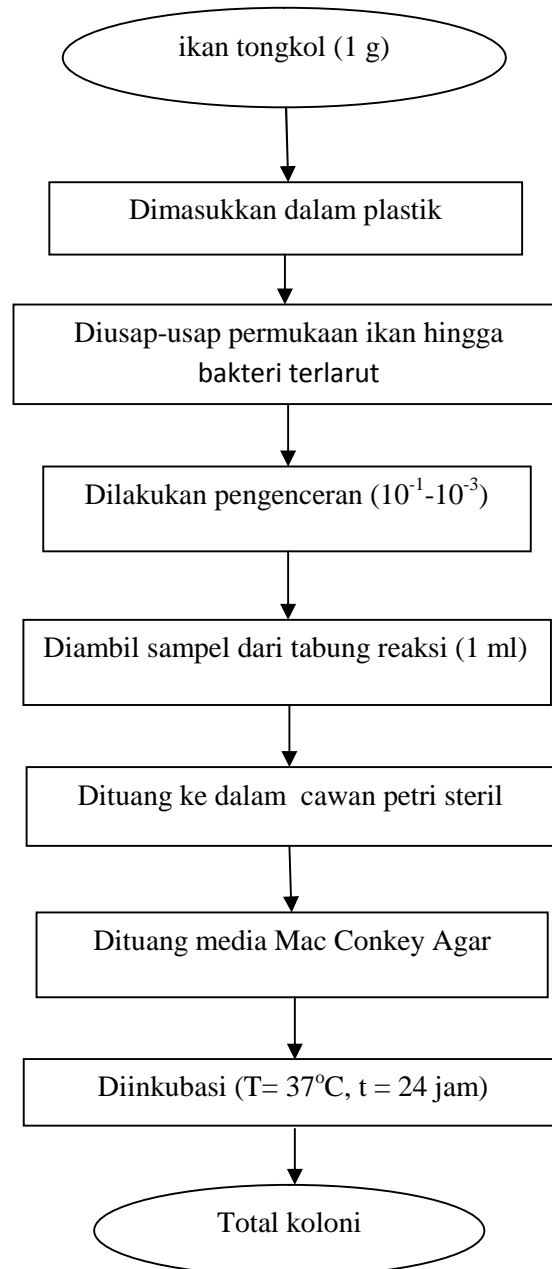 ikan tongkol (1 g)
Dimasukkan dalam plastik
Diusap-usap permukaan ikan hingga
bakteri terlarut
Dilakukan pengenceran (10⁻¹-10⁻³)
Diambil sampel dari tabung reaksi (1 ml)
Dituang ke dalam cawan petri steril
Dituang media Mac Conkey Agar
Diinkubasi (T= 37°C, t = 24 jam)
Total koloni